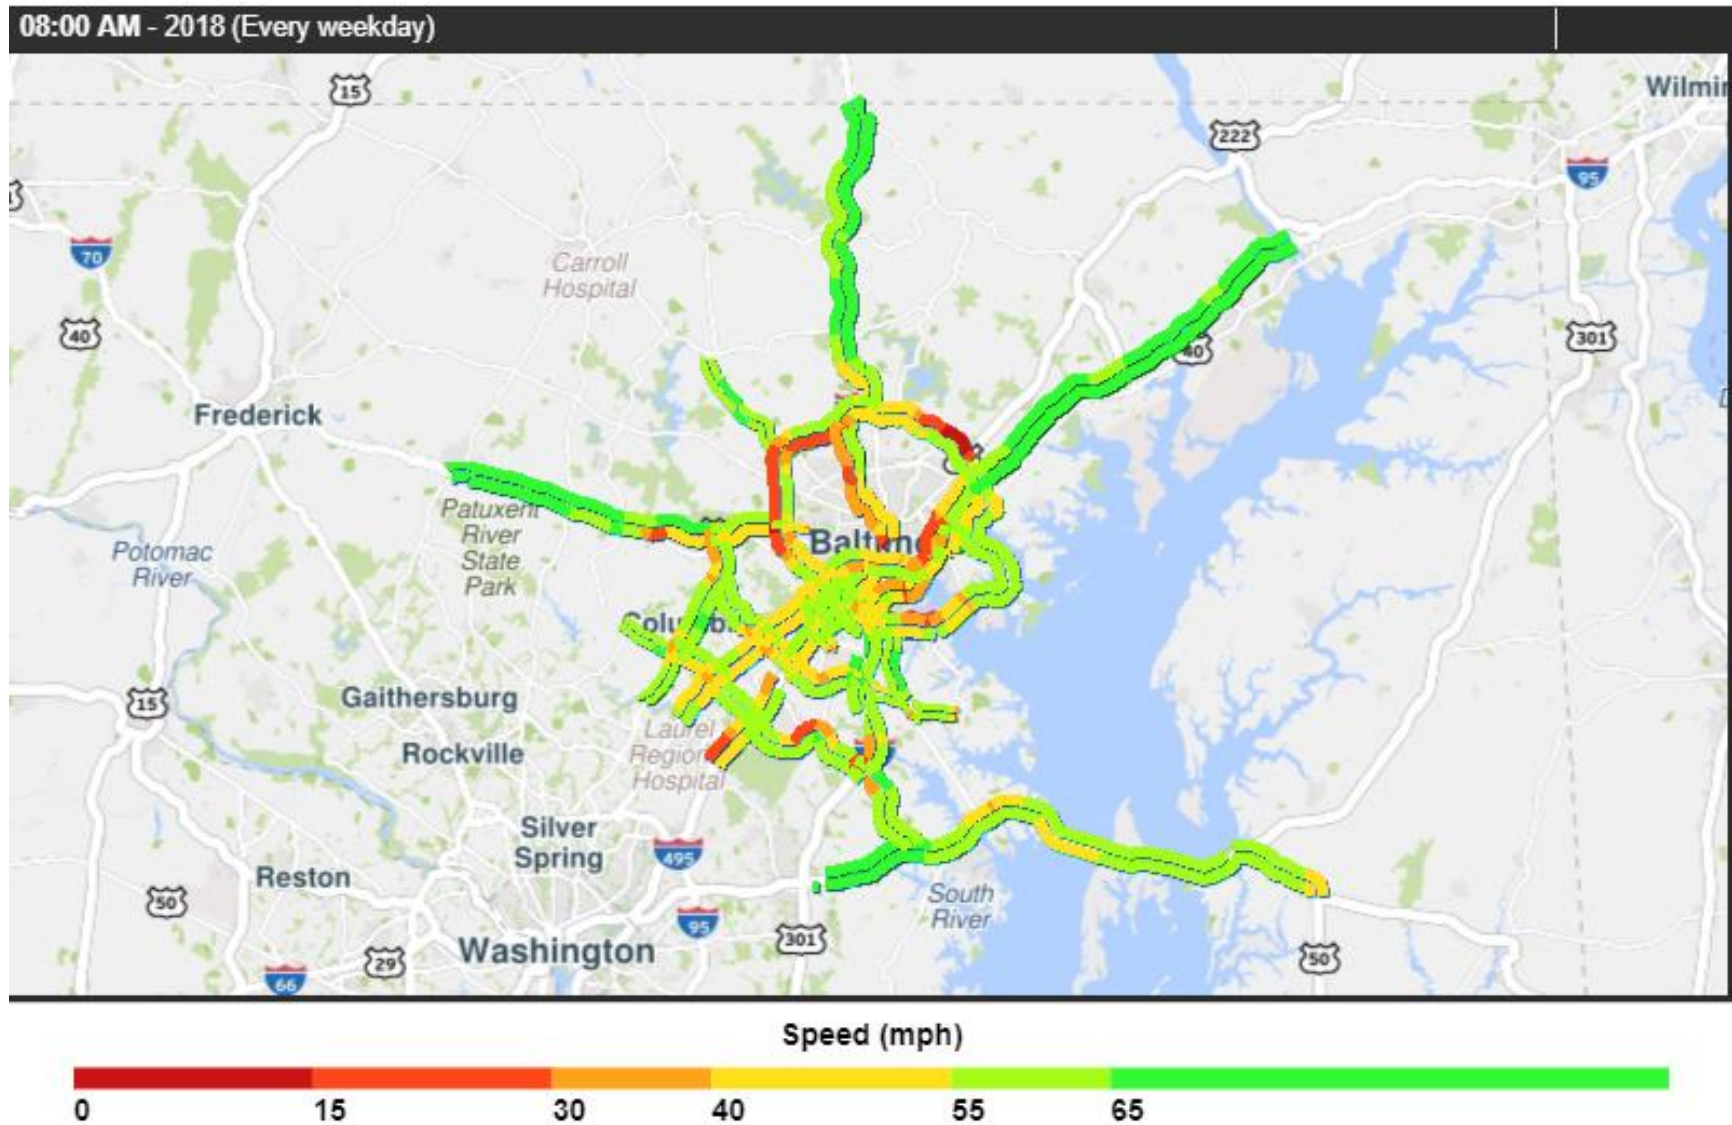 08:00 AM - 2018 (Every weekday)
15
222
95
70
Carroll
Hospital
40
40
301
Frederick
Patuxent
River
State
Park
Potomac
River
15
Gaithersburg
Rockville
Laurel
Regional
Hospital
Silver
Spring
495
Reston
50
South
River
95
301
Washington
29
66
50
Speed (mph)
0 15 30 40 55 65